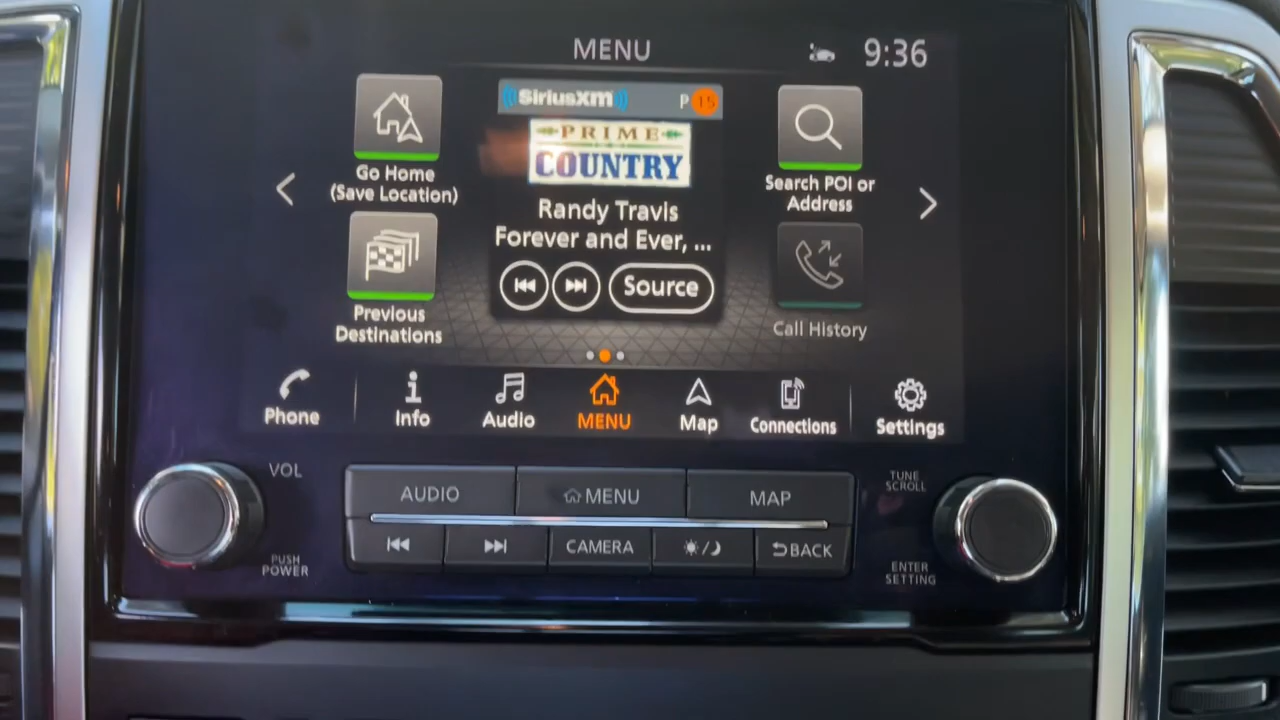 MENU
9:36
SiriusXM
P 15
PRIME
COUNTRY
Go Home
(Save Location)
Search POI or
Address
Randy Travis
Forever and Ever, ...
Source
Previous
Destinations
Call History
Phone
Info
Audio
MENU
Map
Connections
Settings
VOL
TUNE
SCROLL
AUDIO
MENU
MAP
PUSH
POWER
CAMERA
BACK
ENTER
SETTING